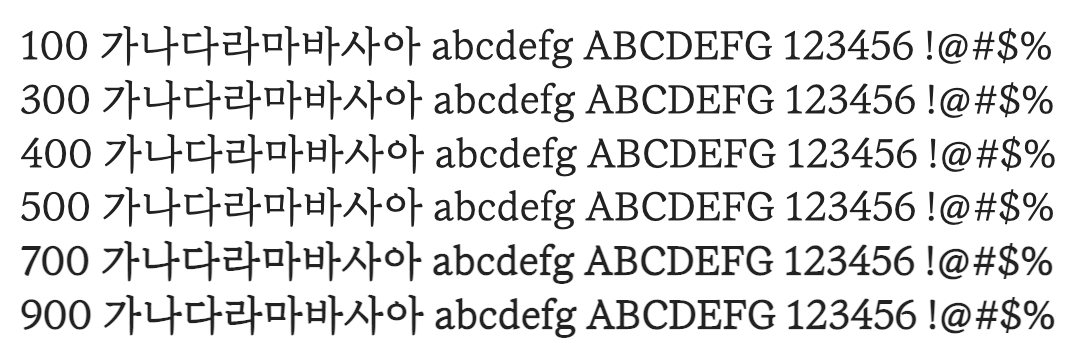 100 가나다라마바사아 abcdefg ABCDEFG 123456 !@#$%
300 가나다라마바사아 abcdefg ABCDEFG 123456 !@#$%
400 가나다라마바사아 abcdefg ABCDEFG 123456 !@#$%
500 가나다라마바사아 abcdefg ABCDEFG 123456 !@#$%
700 가나다라마바사아 abcdefg ABCDEFG 123456 !@#$%
900 가나다라마바사아 abcdefg ABCDEFG 123456 !@#$%